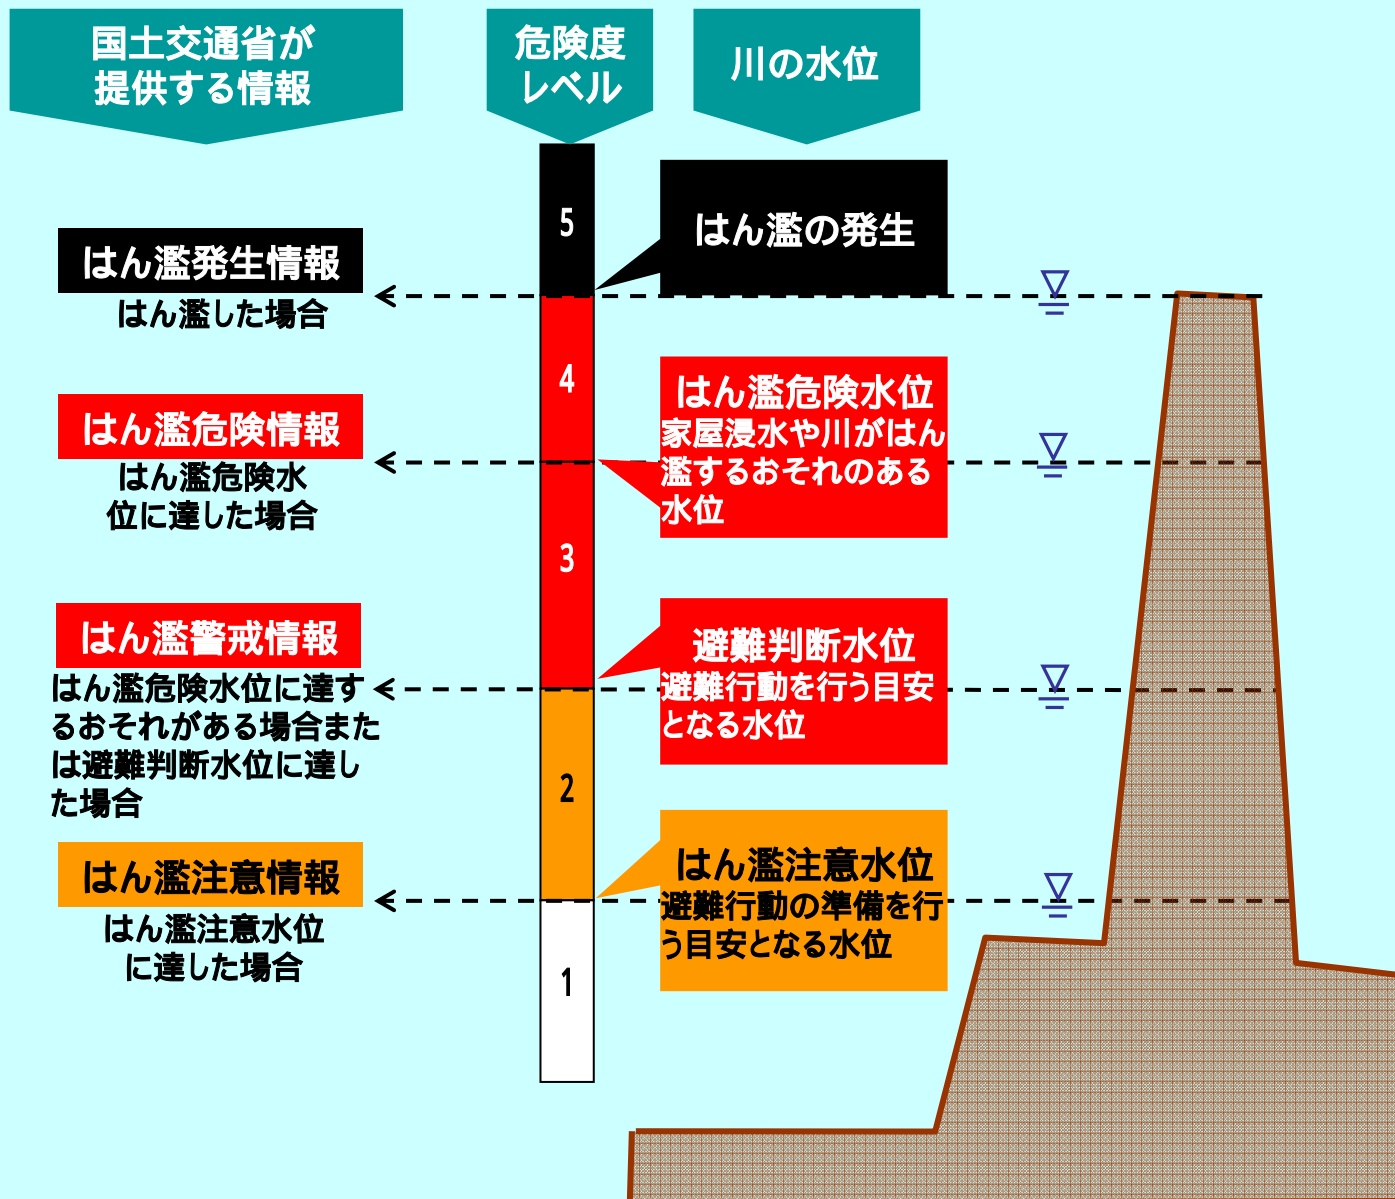 国土交通省が
提供する情報
危険度
レベル
川の水位
5
はん濫の発生
はん濫発生情報
はん濫した場合
4
はん濫危険水位
家屋浸水や川がはん
濫するおそれのある
水位
はん濫危険情報
はん濫危険水
位に達した場合
3
避難判断水位
避難行動を行う目安
となる水位
はん濫警戒情報
はん濫危険水位に達す
るおそれがある場合また
は避難判断水位に達し
た場合
2
はん濫注意水位
避難行動の準備を行
う目安となる水位
はん濫注意情報
はん濫注意水位
に達した場合
1